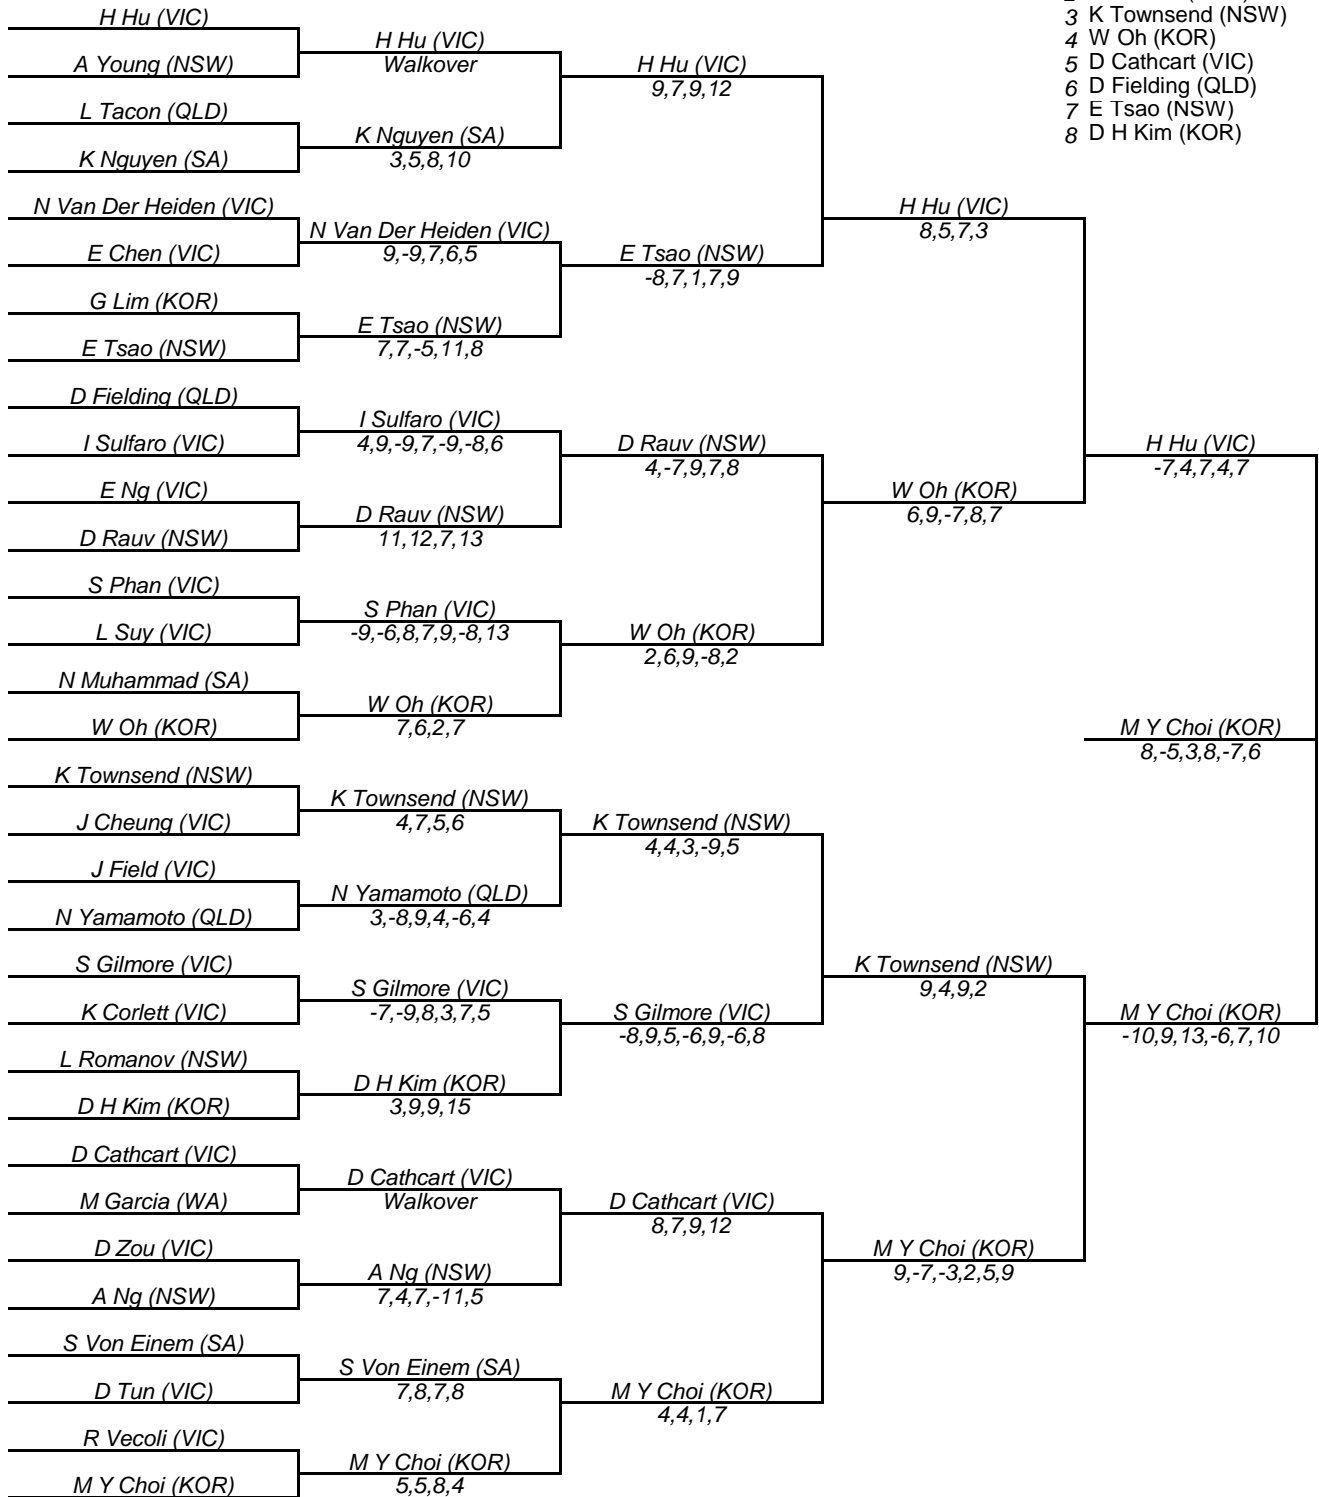 3 K Townsend (NSW)
4 W Oh (KOR)
5 D Cathcart (VIC)
6 D Fielding (QLD)
7 E Tsao (NSW)
8 D H Kim (KOR)
H Hu (VIC)
A Young (NSW)
L Tacon (QLD)
K Nguyen (SA)
N Van Der Heiden (VIC)
E Chen (VIC)
G Lim (KOR)
E Tsao (NSW)
D Fielding (QLD)
I Sulfaro (VIC)
E Ng (VIC)
D Rauv (NSW)
S Phan (VIC)
L Suy (VIC)
N Muhammad (SA)
W Oh (KOR)
K Townsend (NSW)
J Cheung (VIC)
J Field (VIC)
N Yamamoto (QLD)
S Gilmore (VIC)
K Corlett (VIC)
L Romanov (NSW)
D H Kim (KOR)
D Cathcart (VIC)
M Garcia (WA)
D Zou (VIC)
A Ng (NSW)
S Von Einem (SA)
D Tun (VIC)
R Vecoli (VIC)
M Y Choi (KOR)
H Hu (VIC)
Walkover
K Nguyen (SA)
3,5,8,10
N Van Der Heiden (VIC)
9,-9,7,6,5
E Tsao (NSW)
7,7,-5,11,8
I Sulfaro (VIC)
4,9,-9,7,-9,-8,6
D Rauv (NSW)
11,12,7,13
S Phan (VIC)
-9,-6,8,7,9,-8,13
W Oh (KOR)
7,6,2,7
K Townsend (NSW)
4,7,5,6
N Yamamoto (QLD)
3,-8,9,4,-6,4
S Gilmore (VIC)
-7,-9,8,3,7,5
D H Kim (KOR)
3,9,9,15
D Cathcart (VIC)
Walkover
A Ng (NSW)
7,4,7,-11,5
S Von Einem (SA)
7,8,7,8
M Y Choi (KOR)
5,5,8,4
H Hu (VIC)
9,7,9,12
E Tsao (NSW)
-8,7,1,7,9
D Rauv (NSW)
4,-7,9,7,8
W Oh (KOR)
2,6,9,-8,2
K Townsend (NSW)
4,4,3,-9,5
S Gilmore (VIC)
-8,9,5,-6,9,-6,8
D Cathcart (VIC)
8,7,9,12
M Y Choi (KOR)
4,4,1,7
H Hu (VIC)
8,5,7,3
W Oh (KOR)
6,9,-7,8,7
K Townsend (NSW)
9,4,9,2
M Y Choi (KOR)
9,-7,-3,2,5,9
H Hu (VIC)
-7,4,7,4,7
M Y Choi (KOR)
8,-5,3,8,-7,6
M Y Choi (KOR)
-10,9,13,-6,7,10